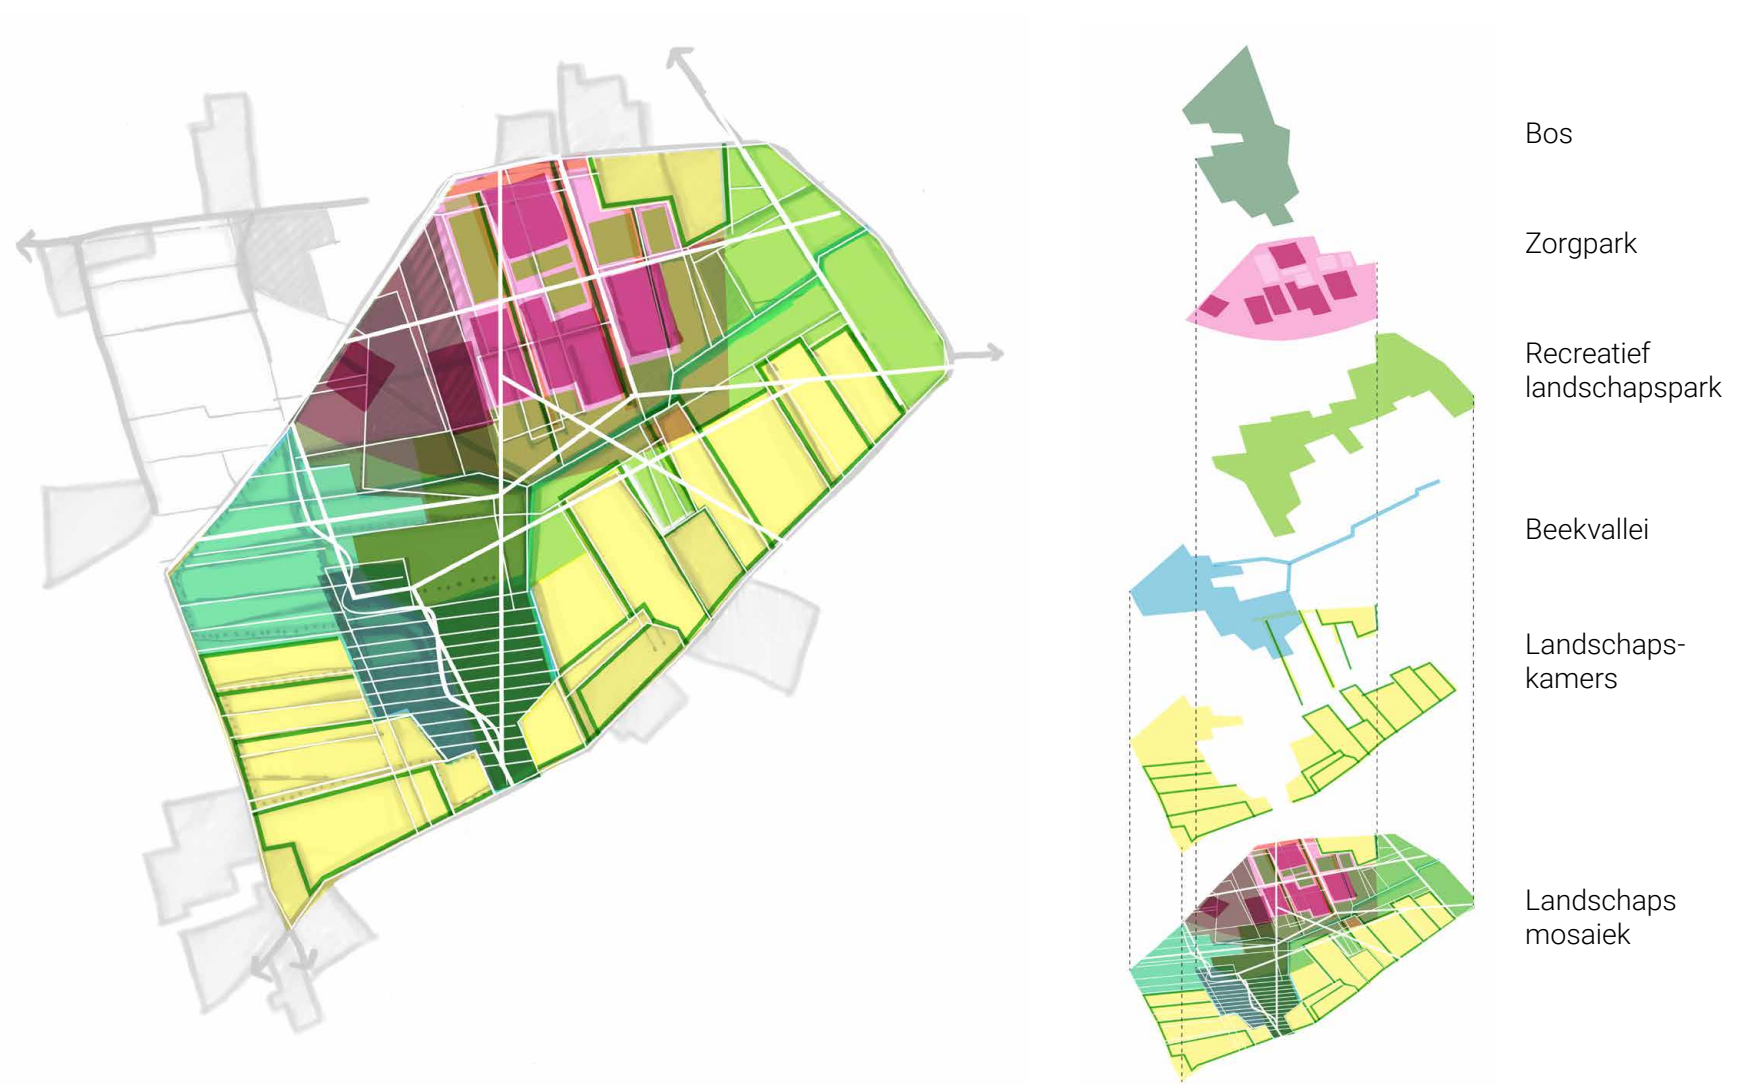 Bos
Zorgpark
Recreatief
landschapspark
Beekvallei
Landschaps-
kamers
Landschaps
mosaiek